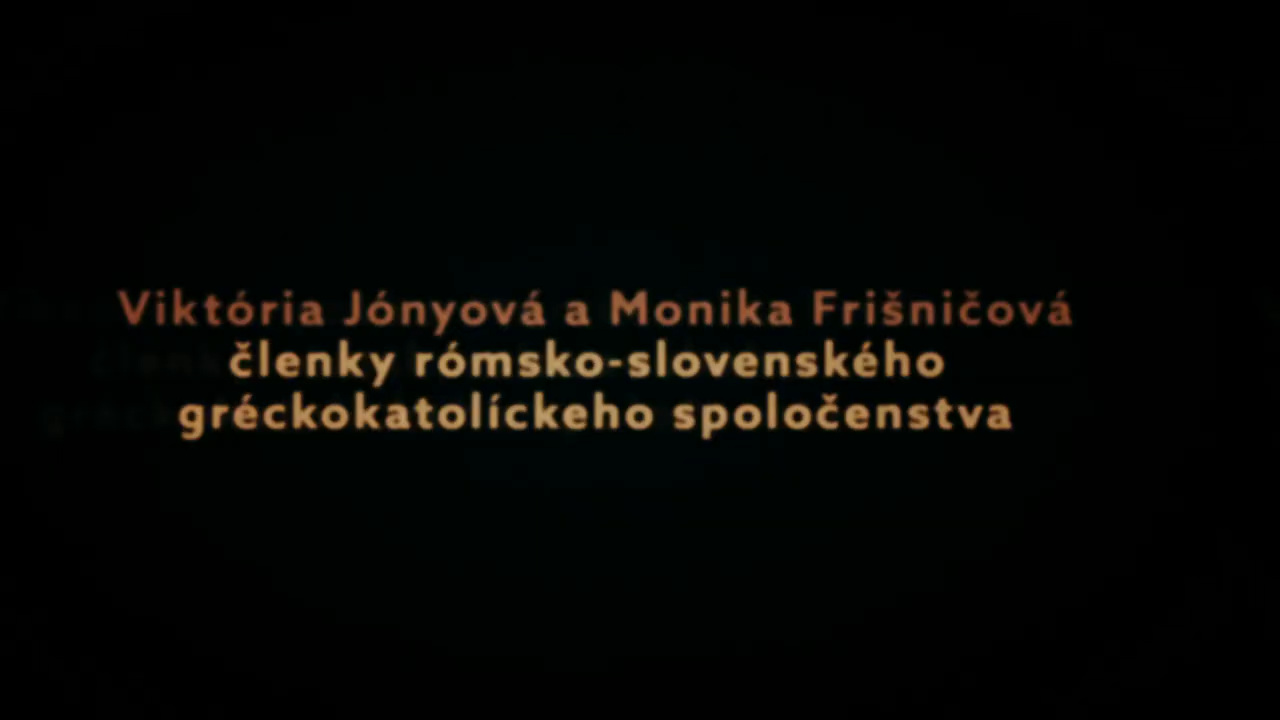 Viktória Jónyová a Monika Frišničová
členky rómsko-slovenského
gréckokatolíckeho spoločenstva